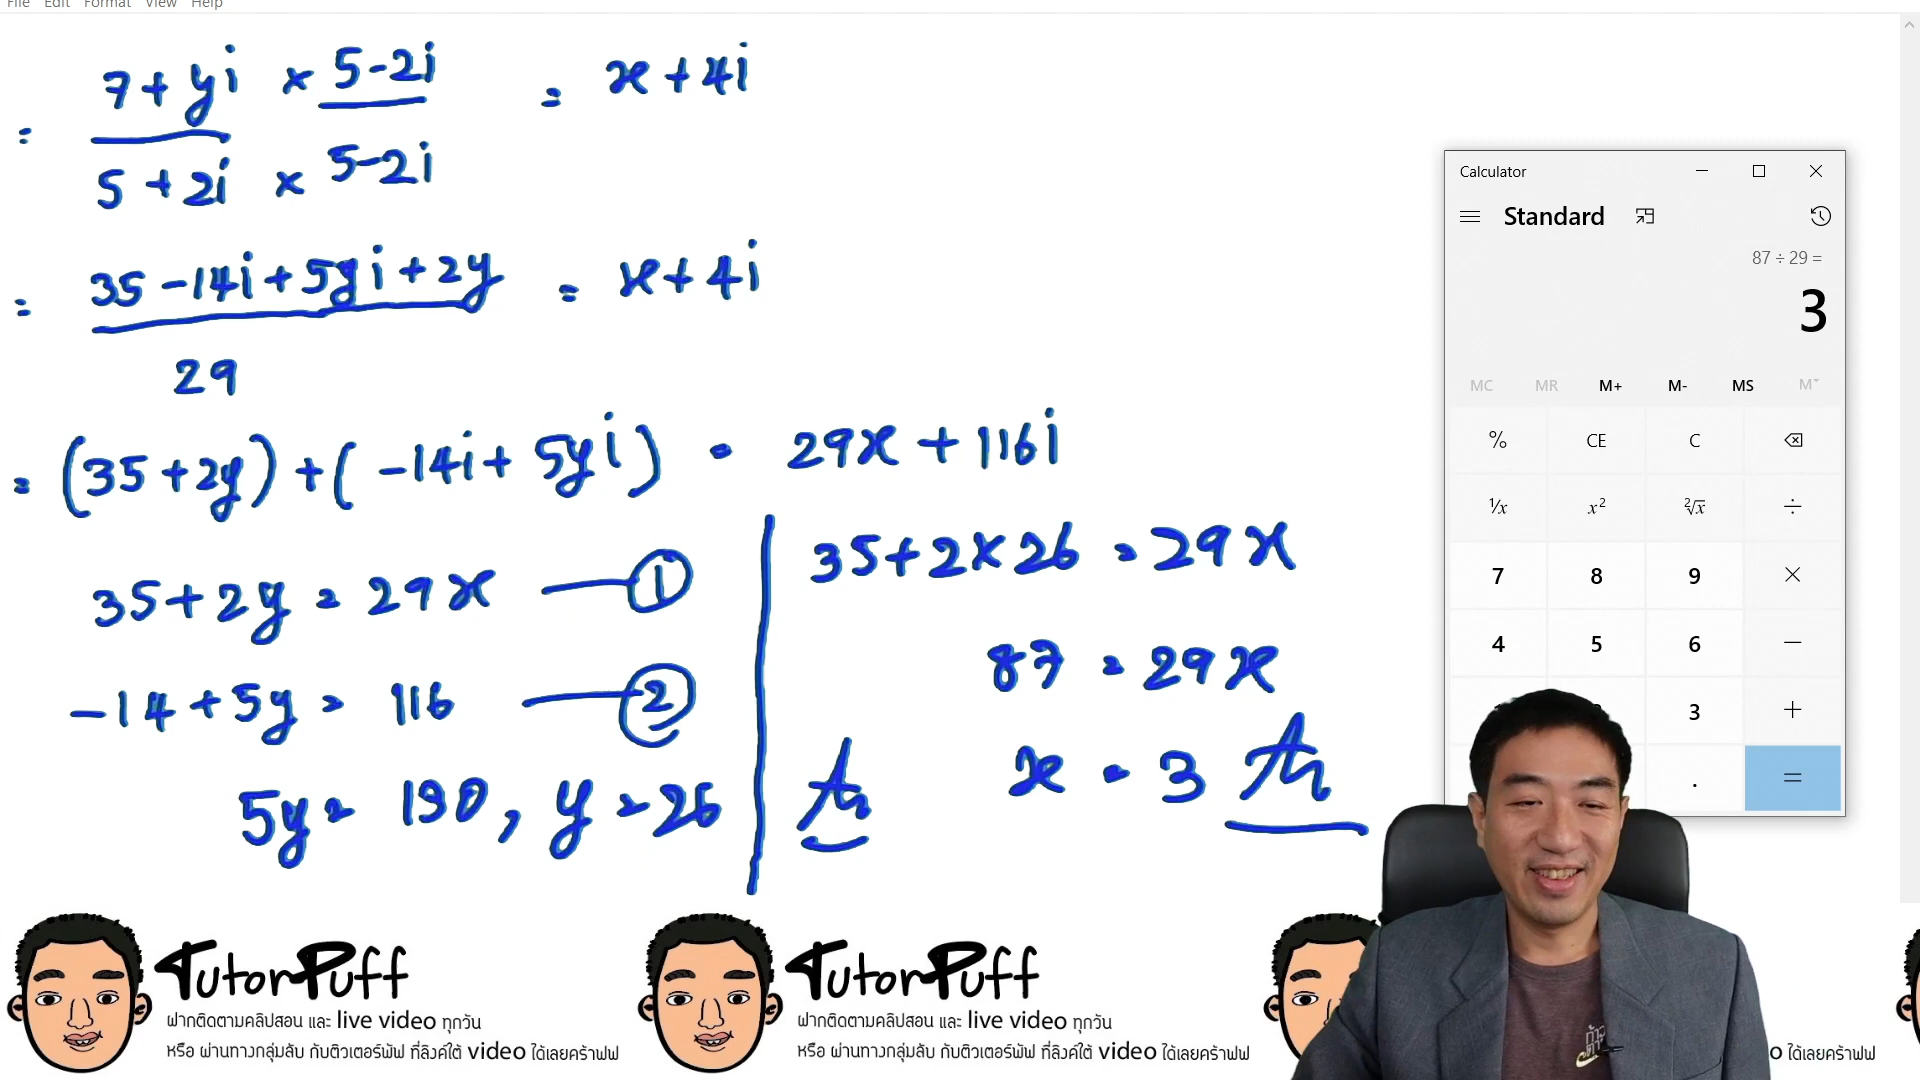 File Edit Format View Help
= 7+yi × 5-2i = x+4i
5+2i × 5-2i
= 35-14i+5yi+2y = x+4i
29
= (35+2y)+(-14i+5yi) = 29x+116i
35+2y = 29x — ①
-14+5y = 116 — ②
5y = 130, y = 26
35+2×26 = 29x
87 = 29x
x = 3
Calculator
Standard
87 ÷ 29 =
3
MC MR M+ M- MS M˅
% CE C
¹/x x² ²√x ÷
7 8 9 ×
4 5 6 −
3 +
. =
TutorPuff
ฝากติดตามคลิปสอน และ live video ทุกวัน
หรือ ผ่านทางกลุ่มลับ กับติวเตอร์พัฟ ที่ลิงค์ใต้ video ได้เลยคร้าฟฟ
TutorPuff
ฝากติดตามคลิปสอน และ live video ทุกวัน
หรือ ผ่านทางกลุ่มลับ กับติวเตอร์พัฟ ที่ลิงค์ใต้ video ได้เลยคร้าฟฟ
ได้เลยคร้าฟฟ